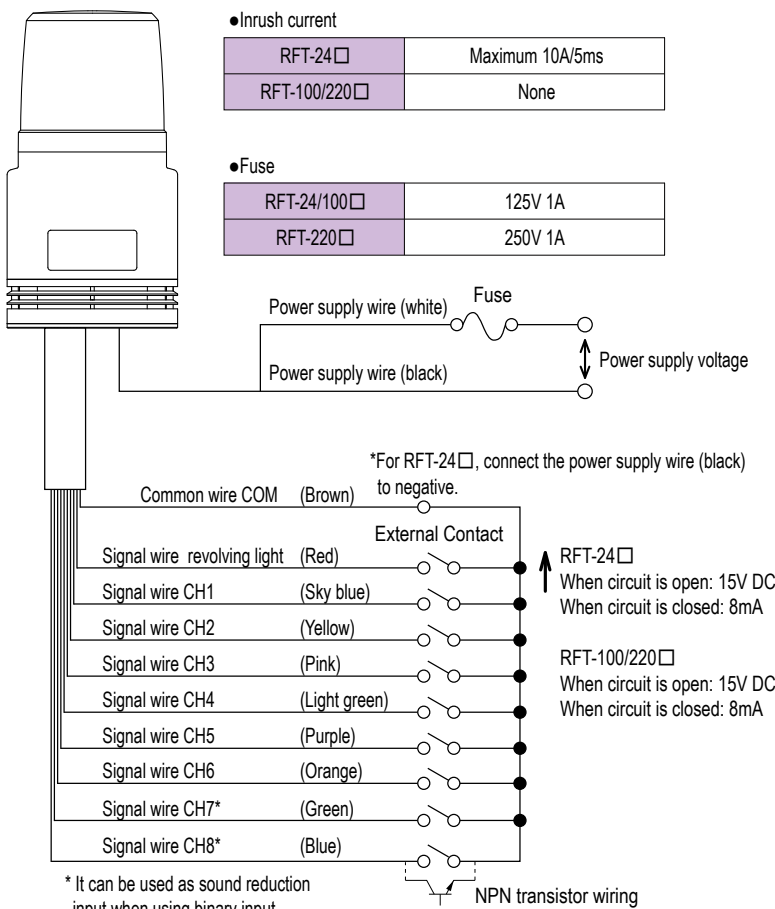 ●Inrush current
RFT-24□ Maximum 10A/5ms
RFT-100/220□ None
●Fuse
RFT-24/100□ 125V 1A
RFT-220□ 250V 1A
Power supply wire (white) Fuse
Power supply wire (black)
Power supply voltage
*For RFT-24□, connect the power supply wire (black)
to negative.
Common wire COM (Brown)
External Contact
Signal wire revolving light (Red)
Signal wire CH1 (Sky blue)
Signal wire CH2 (Yellow)
Signal wire CH3 (Pink)
Signal wire CH4 (Light green)
Signal wire CH5 (Purple)
Signal wire CH6 (Orange)
Signal wire CH7* (Green)
Signal wire CH8* (Blue)
RFT-24□
When circuit is open: 15V DC
When circuit is closed: 8mA
RFT-100/220□
When circuit is open: 15V DC
When circuit is closed: 8mA
* It can be used as sound reduction
input when using binary input
NPN transistor wiring